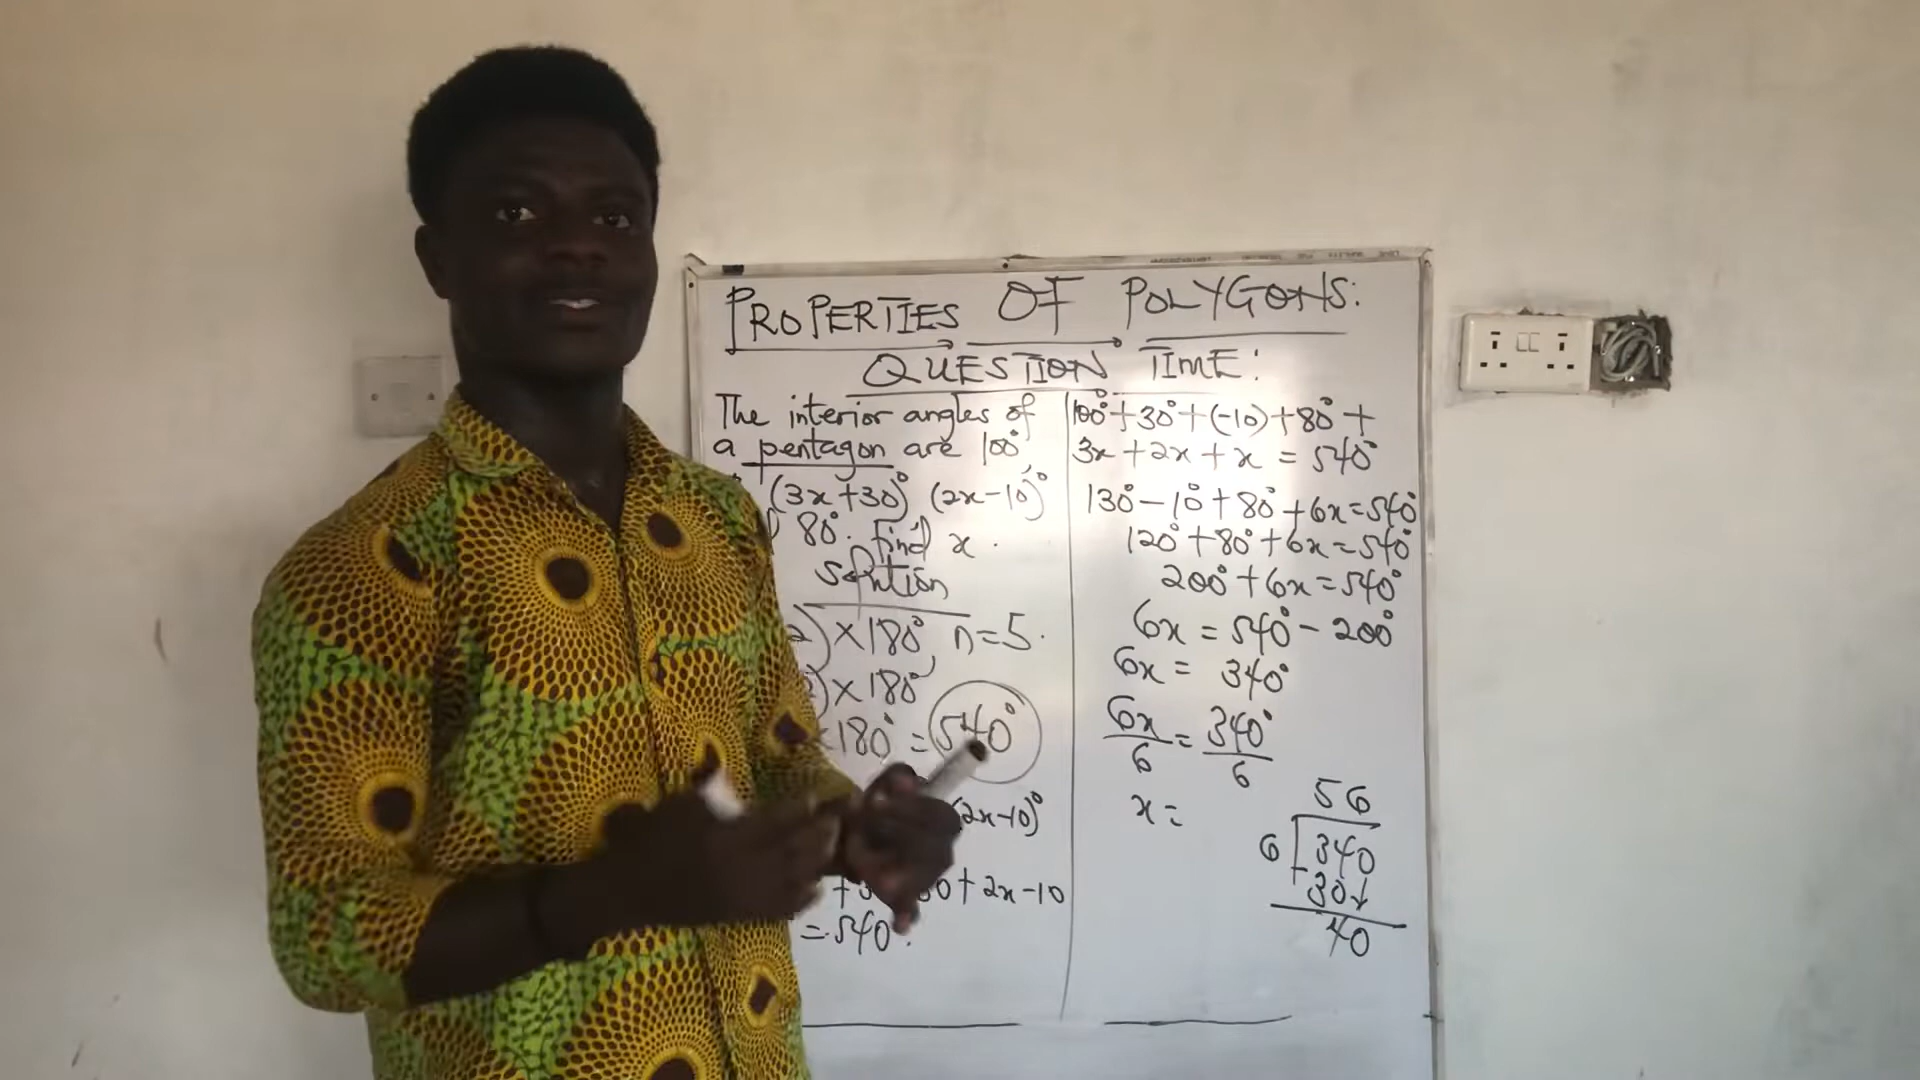 PROPERTIES OF POLYGONS:
QUESTION TIME:
The interior angles of
a pentagon are 100°,
(3x+30)° (2x-10)°
80°. find x.
Solution
) ×180°, n=5.
) ×180°
180° = 540°
(2x-10)°
0+2x-10
=540°.
100°+30°+(-10)+80°+
3x+2x+x = 540°
130°-10°+80°+6x=540°
120°+80°+6x=540°
200°+6x=540°
6x = 540°-200°
6x = 340°
6x/6 = 340°/6
x=
56
6 340
-30↓
40